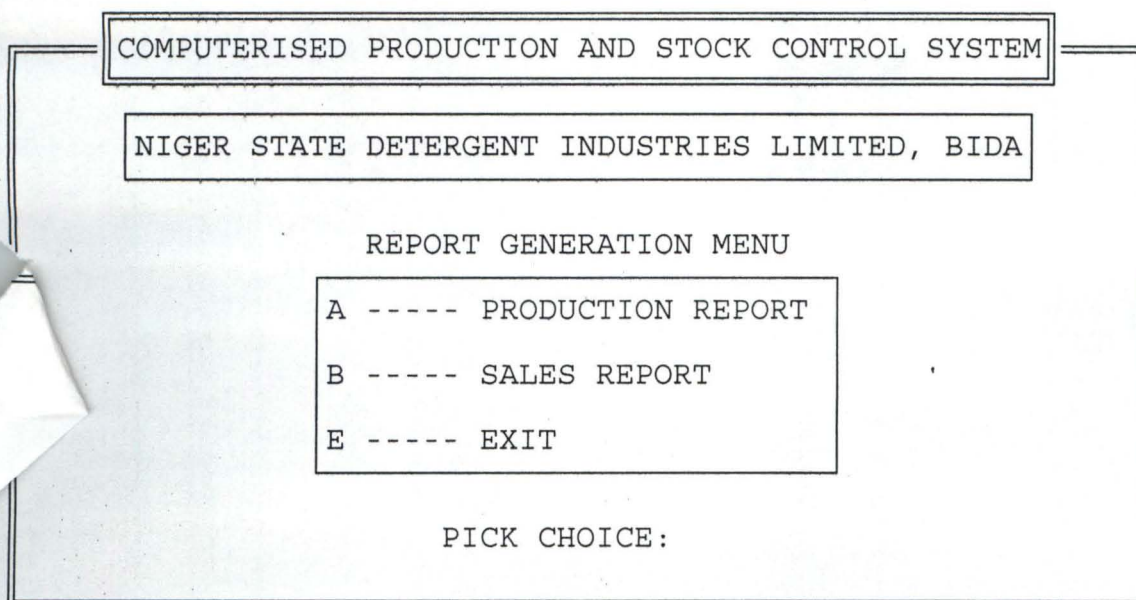 COMPUTERISED PRODUCTION AND STOCK CONTROL SYSTEM
NIGER STATE DETERGENT INDUSTRIES LIMITED, BIDA
REPORT GENERATION MENU
A ----- PRODUCTION REPORT
B ----- SALES REPORT
E ----- EXIT
PICK CHOICE: